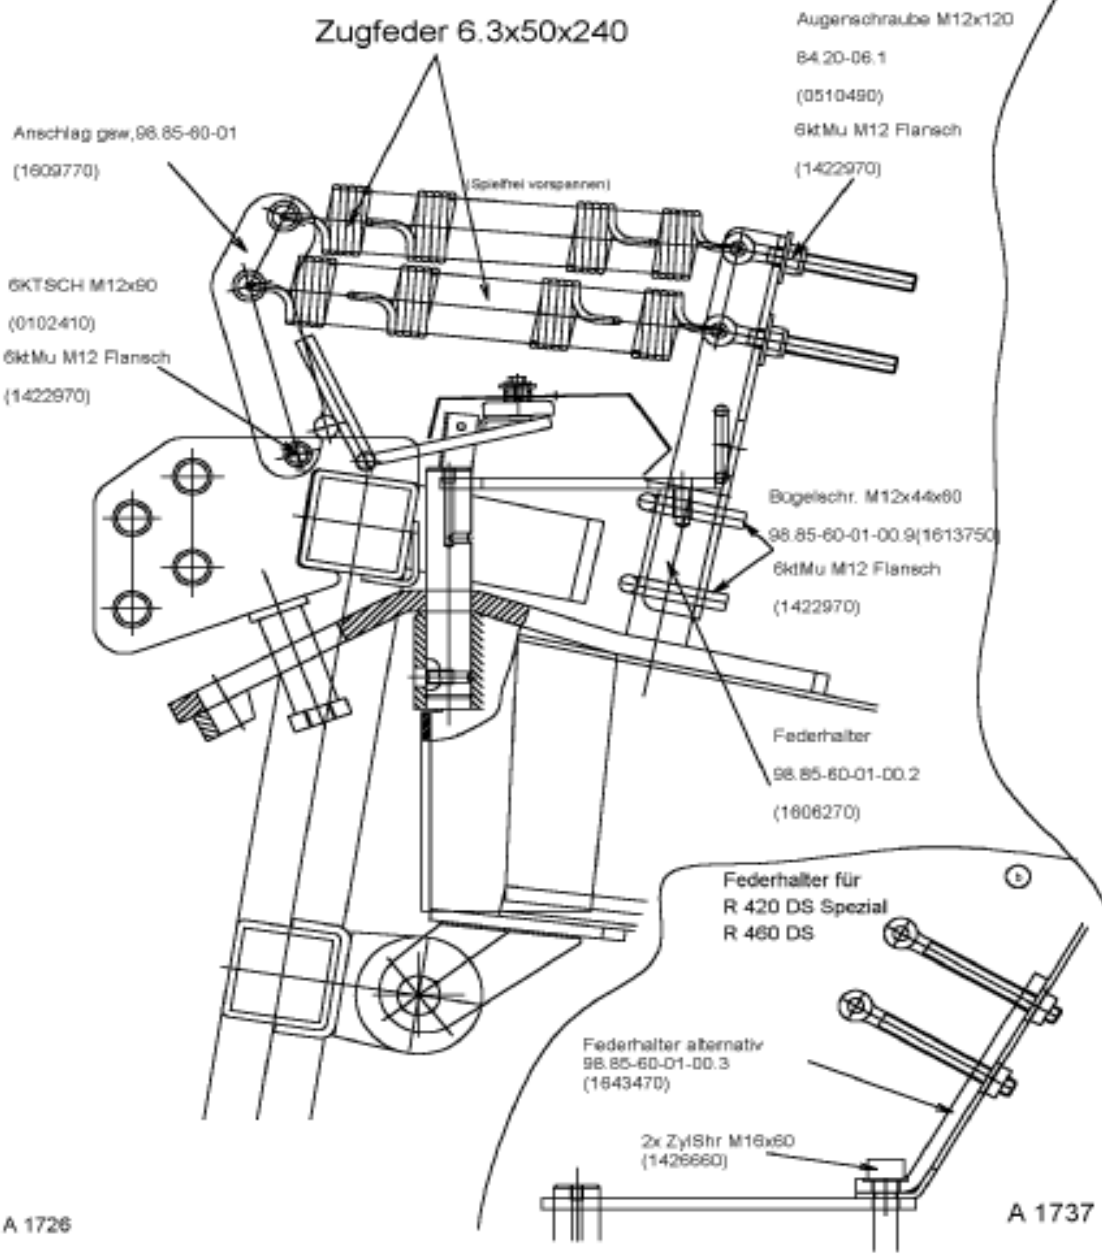 Zugfeder 6.3x50x240
Augenschraube M12x120
84.20-06.1
(0510490)
6ktMu M12 Flansch
(1422970)
Anschlag gsw,98.85-60-01
(1609770)
(Spielfrei vorspannen)
6KTSCH M12x90
(0102410)
6ktMu M12 Flansch
(1422970)
Bügelschr. M12x44x60
98.85-60-01-00.9(1613750)
6ktMu M12 Flansch
(1422970)
Federhalter
98.85-60-01-00.2
(1606270)
Federhalter für
R 420 DS Spezial
R 460 DS
b
Federhalter alternativ
98.85-60-01-00.3
(1643470)
2x ZylShr M16x60
(1426660)
A 1726
A 1737